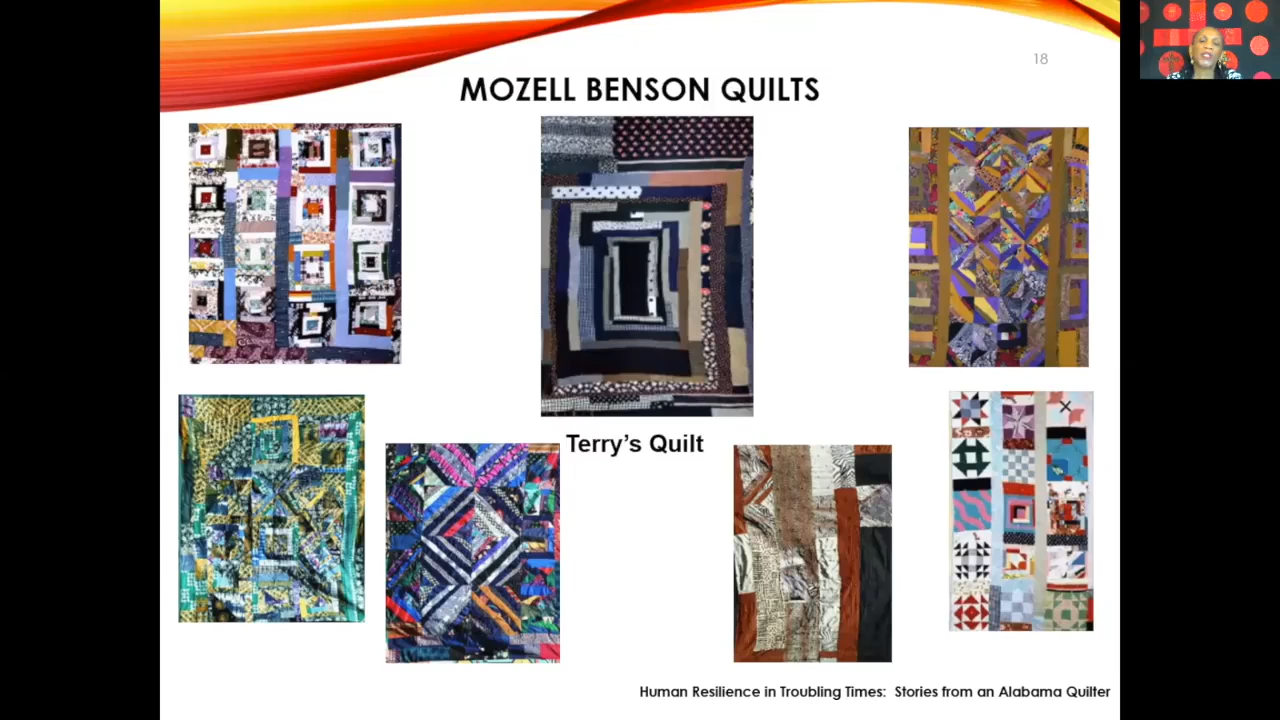 18
MOZELL BENSON QUILTS
Terry's Quilt
Human Resilience in Troubling Times: Stories from an Alabama Quilter